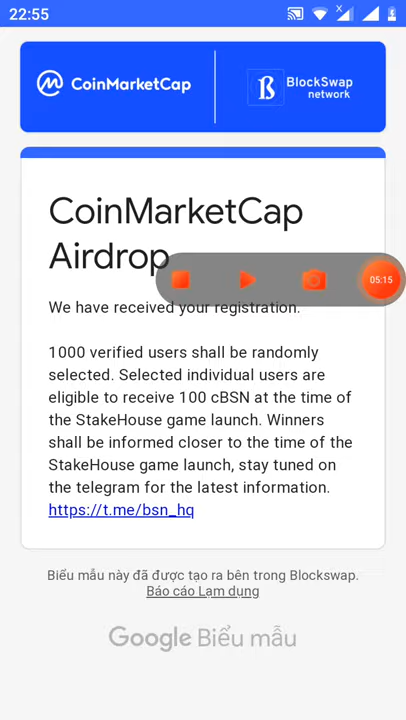 22:55
CoinMarketCap
BlockSwap
network
CoinMarketCap
Airdrop
05:15
We have received your registration.
1000 verified users shall be randomly
selected. Selected individual users are
eligible to receive 100 cBSN at the time of
the StakeHouse game launch. Winners
shall be informed closer to the time of the
StakeHouse game launch, stay tuned on
the telegram for the latest information.
https://t.me/bsn_hq
Biểu mẫu này đã được tạo ra bên trong Blockswap.
Báo cáo Lạm dụng
Google Biểu mẫu